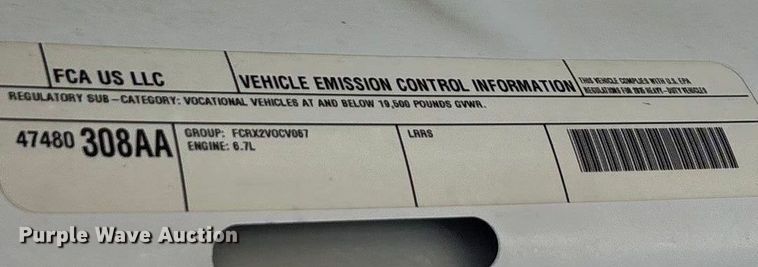 FCA US LLC
VEHICLE EMISSION CONTROL INFORMATION
THIS VEHICLE COMPLIES WITH U.S. EPA
REGULATIONS FOR HEAVY-DUTY VEHICLES
REGULATORY SUB-CATEGORY: VOCATIONAL VEHICLES AT AND BELOW 19,500 POUNDS GVWR.
47480 308AA
GROUP: FCRX2VOCV067
ENGINE: 6.7L
LRRS
Purple Wave Auction